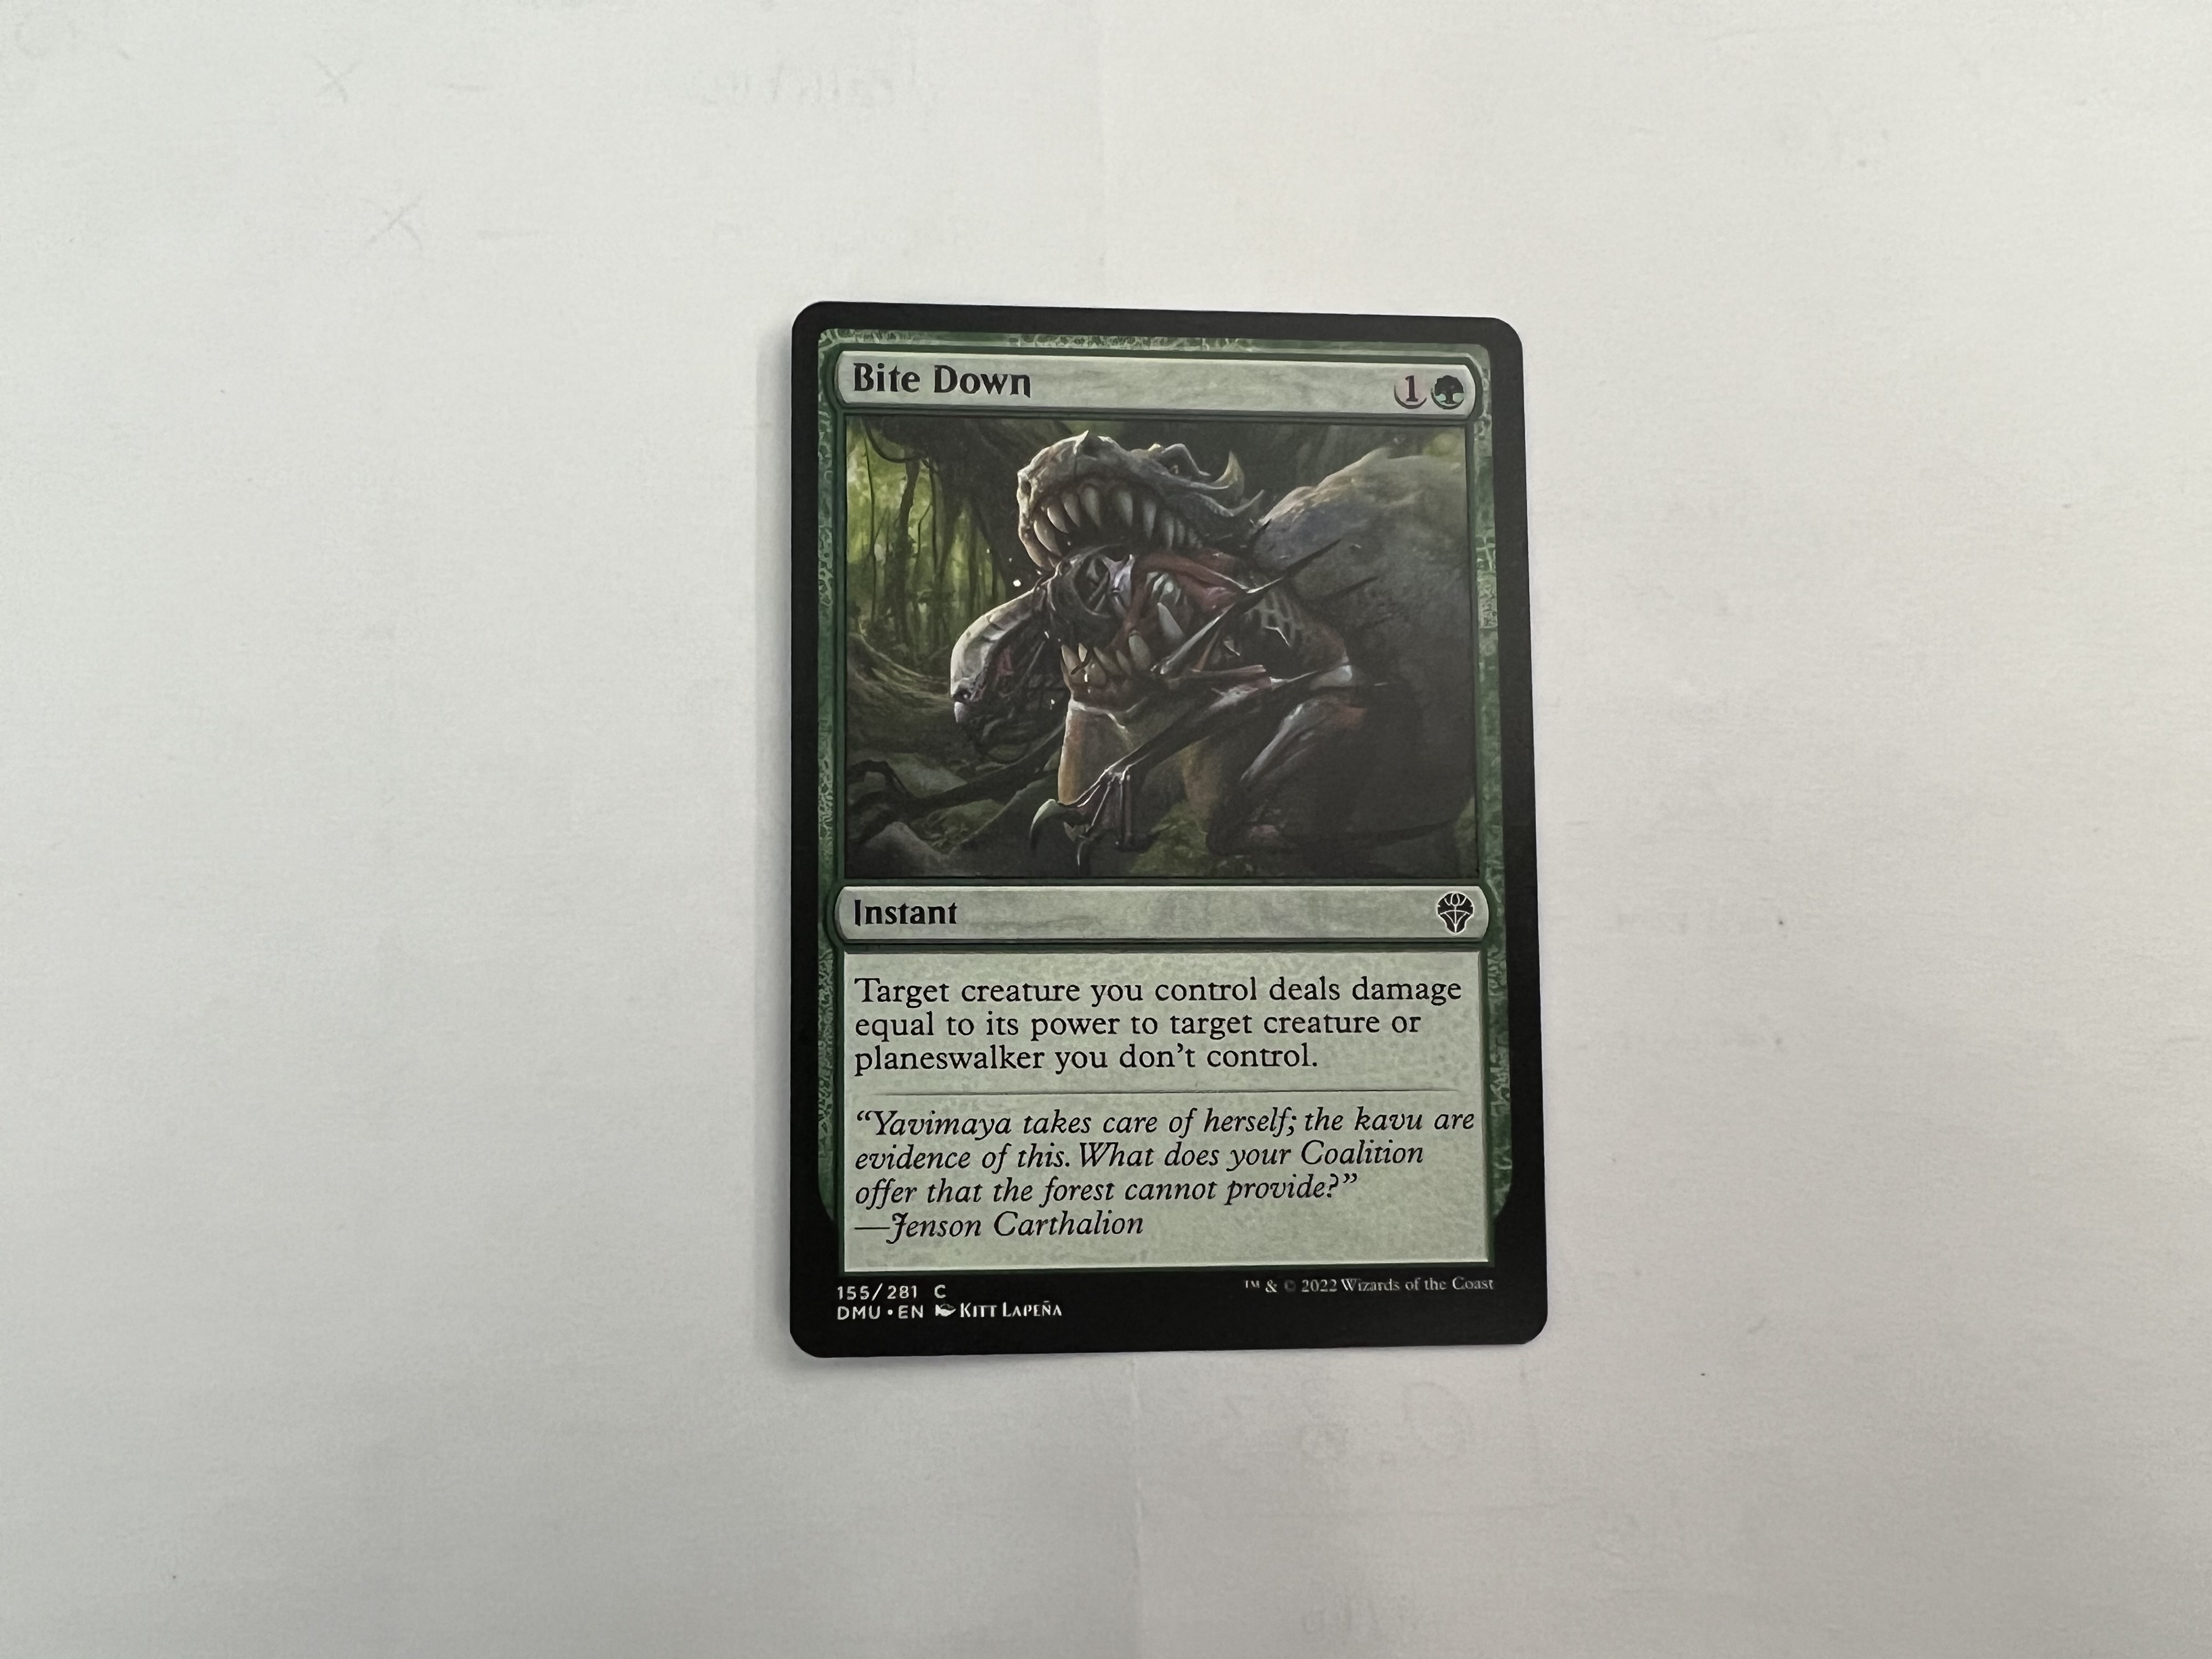 Bite Down 1
Instant
Target creature you control deals damage
equal to its power to target creature or
planeswalker you don't control.
“Yavimaya takes care of herself; the kavu are
evidence of this. What does your Coalition
offer that the forest cannot provide?”
—Jenson Carthalion
155/281 C
™ & © 2022 Wizards of the Coast
DMU • EN Kitt Lapeña